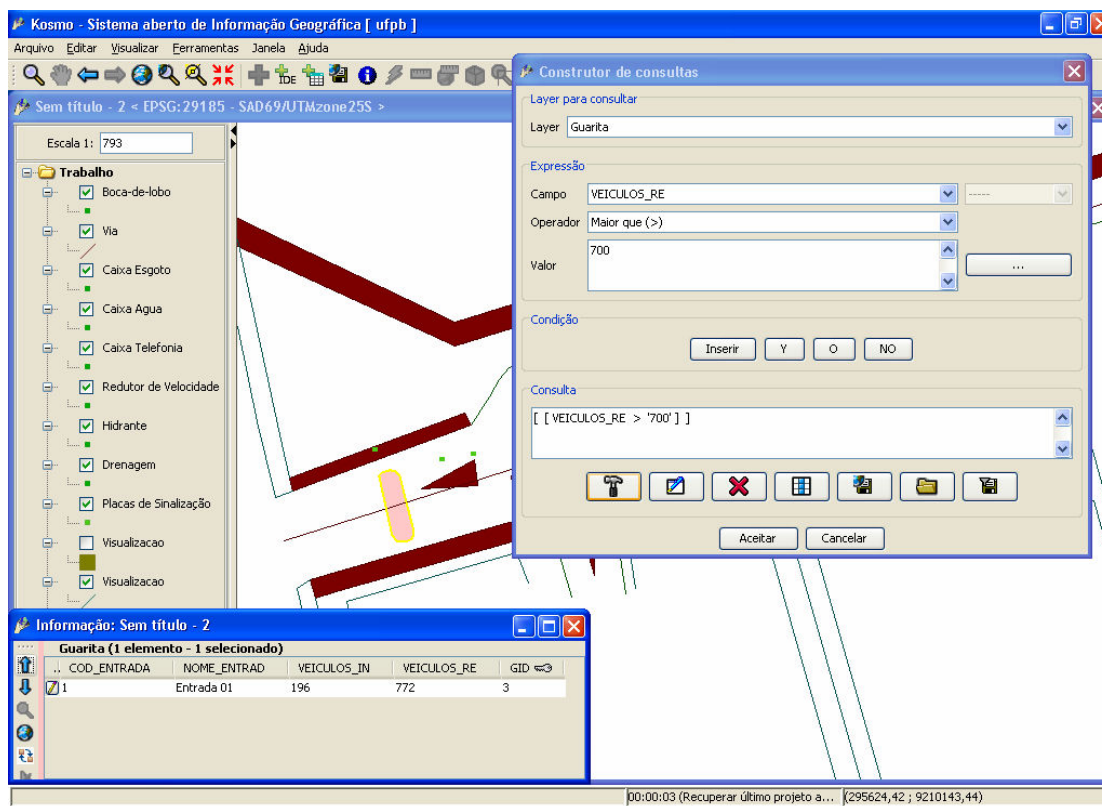 Kosmo - Sistema aberto de Informação Geográfica [ ufpb ]
Arquivo Editar Visualizar Ferramentas Janela Ajuda
IDE
Sem título - 2 < EPSG:29185 - SAD69/UTMzone25S >
Escala 1: 793
Trabalho
Boca-de-lobo
Via
Caixa Esgoto
Caixa Agua
Caixa Telefonia
Redutor de Velocidade
Hidrante
Drenagem
Placas de Sinalização
Visualizacao
Visualizacao
Construtor de consultas
Layer para consultar
Layer Guarita
Expressão
Campo VEICULOS_RE -----
Operador Maior que (>)
Valor 700 ...
Condição
Inserir Y O NO
Consulta
[ [ VEICULOS_RE > '700' ] ]
Aceitar Cancelar
Informação: Sem título - 2
Guarita (1 elemento - 1 selecionado)
.. COD_ENTRADA NOME_ENTRAD VEICULOS_IN VEICULOS_RE GID
1 Entrada 01 196 772 3
00:00:03 (Recuperar último projeto a... (295624,42 ; 9210143,44)